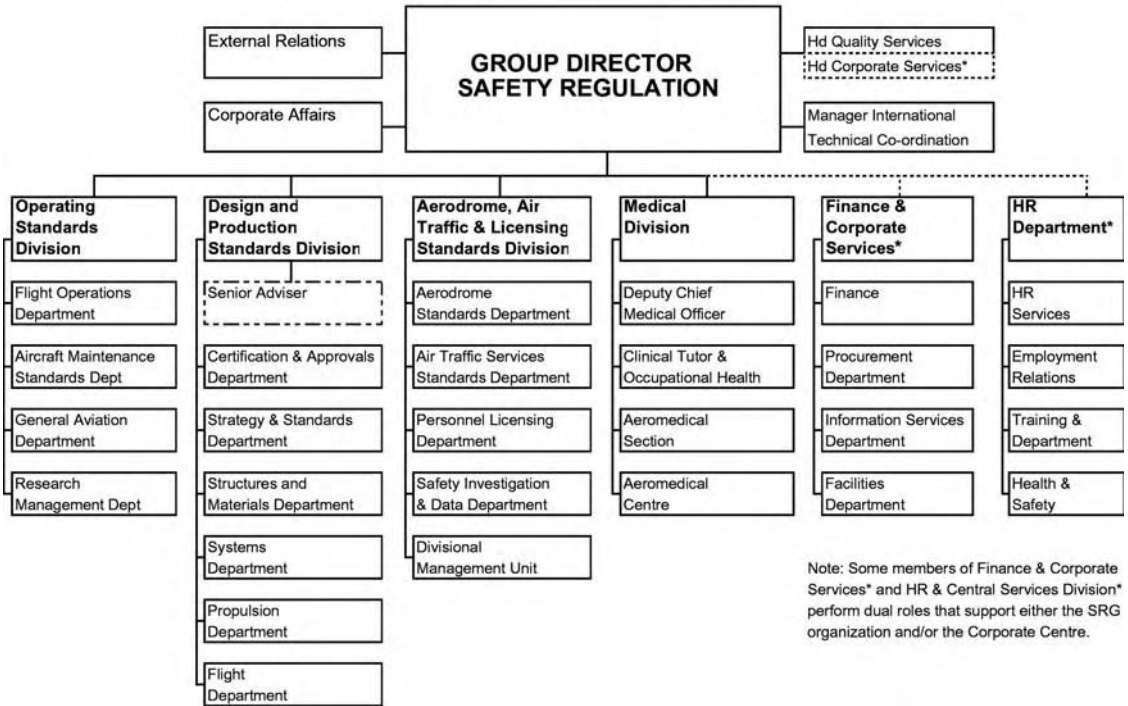 External Relations
GROUP DIRECTOR
SAFETY REGULATION
Hd Quality Services
Hd Corporate Services*
Corporate Affairs
Manager International
Technical Co-ordination
Operating
Standards
Division
Flight Operations
Department
Aircraft Maintenance
Standards Dept
General Aviation
Department
Research
Management Dept
Design and
Production
Standards Division
Senior Adviser
Certification & Approvals
Department
Strategy & Standards
Department
Structures and
Materials Department
Systems
Department
Propulsion
Department
Flight
Department
Aerodrome, Air
Traffic & Licensing
Standards Division
Aerodrome
Standards Department
Air Traffic Services
Standards Department
Personnel Licensing
Department
Safety Investigation
& Data Department
Divisional
Management Unit
Medical
Division
Deputy Chief
Medical Officer
Clinical Tutor &
Occupational Health
Aeromedical
Section
Aeromedical
Centre
Finance &
Corporate
Services*
Finance
Procurement
Department
Information Services
Department
Facilities
Department
HR
Department*
HR
Services
Employment
Relations
Training &
Department
Health &
Safety
Note: Some members of Finance & Corporate
Services* and HR & Central Services Division*
perform dual roles that support either the SRG
organization and/or the Corporate Centre.